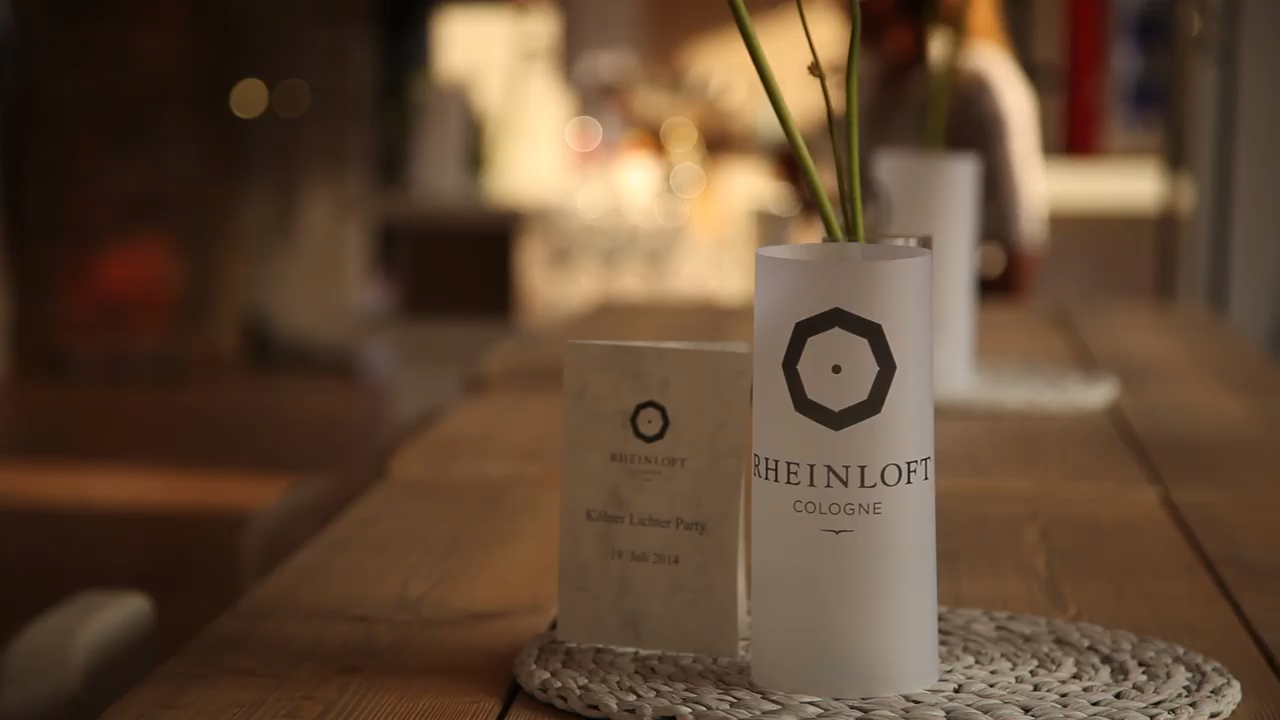 RHEINLOFT
Kölner Lichter Party
19. Juli 2014
RHEINLOFT
COLOGNE